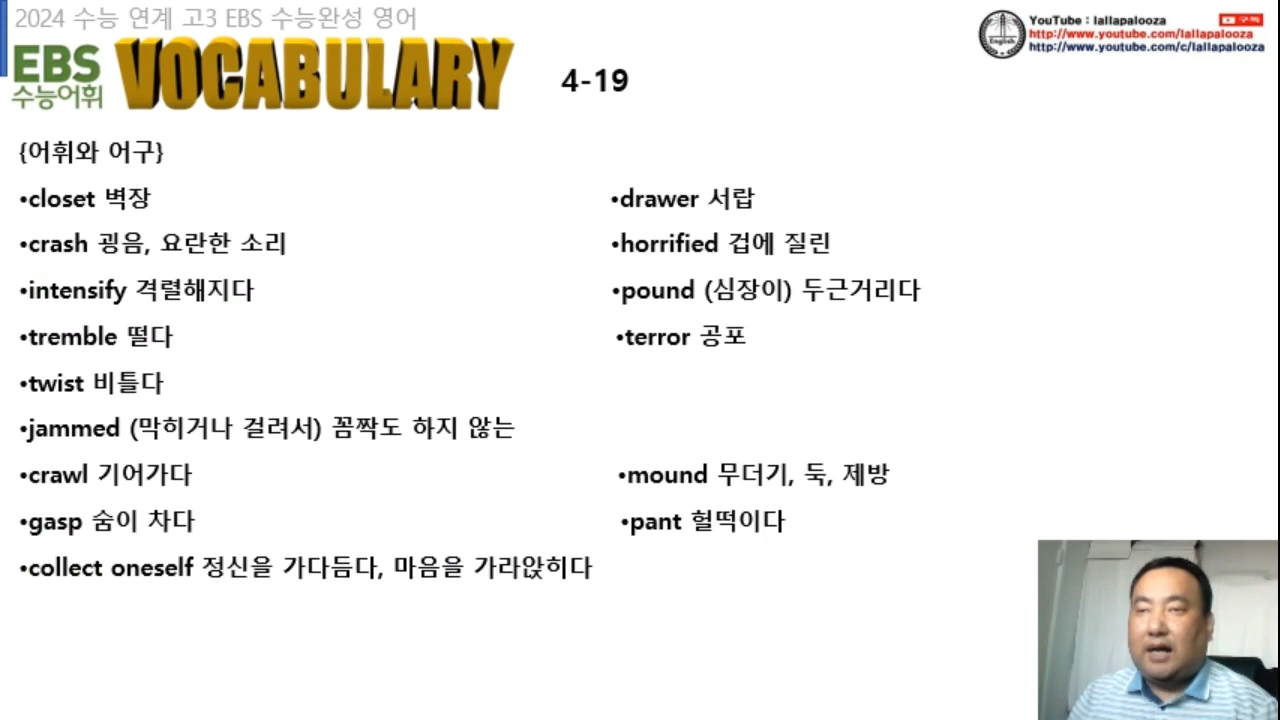 2024 수능 연계 고3 EBS 수능완성 영어
YouTube : lallapalooza
구독
http://www.youtube.com/lallapalooza
http://www.youtube.com/c/lallapalooza
English
EBS
수능어휘
VOCABULARY
4-19
{어휘와 어구}
•closet 벽장
•drawer 서랍
•crash 굉음, 요란한 소리
•horrified 겁에 질린
•intensify 격렬해지다
•pound (심장이) 두근거리다
•tremble 떨다
•terror 공포
•twist 비틀다
•jammed (막히거나 걸려서) 꼼짝도 하지 않는
•crawl 기어가다
•mound 무더기, 둑, 제방
•gasp 숨이 차다
•pant 헐떡이다
•collect oneself 정신을 가다듬다, 마음을 가라앉히다